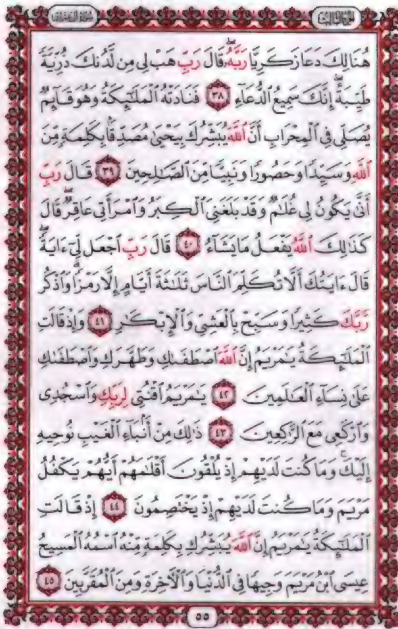 سورة آل عمران
الجزء الثالث
هُنَالِكَ دَعَا زَكَرِيَّا رَبَّهُۥ ۖ قَالَ رَبِّ هَبْ لِى مِن لَّدُنكَ ذُرِّيَّةً
طَيِّبَةً ۖ إِنَّكَ سَمِيعُ ٱلدُّعَآءِ ٣٨ فَنَادَتْهُ ٱلْمَلَٰٓئِكَةُ وَهُوَ قَآئِمٌ
يُصَلِّى فِى ٱلْمِحْرَابِ أَنَّ ٱللَّهَ يُبَشِّرُكَ بِيَحْيَىٰ مُصَدِّقًۢا بِكَلِمَةٍ مِّنَ
ٱللَّهِ وَسَيِّدًا وَحَصُورًا وَنَبِيًّا مِّنَ ٱلصَّٰلِحِينَ ٣٩ قَالَ رَبِّ
أَنَّىٰ يَكُونُ لِى غُلَٰمٌ وَقَدْ بَلَغَنِىَ ٱلْكِبَرُ وَٱمْرَأَتِى عَاقِرٌ ۖ قَالَ
كَذَٰلِكَ ٱللَّهُ يَفْعَلُ مَا يَشَآءُ ٤٠ قَالَ رَبِّ ٱجْعَل لِّىٓ ءَايَةً ۖ
قَالَ ءَايَتُكَ أَلَّا تُكَلِّمَ ٱلنَّاسَ ثَلَٰثَةَ أَيَّامٍ إِلَّا رَمْزًا ۗ وَٱذْكُر
رَّبَّكَ كَثِيرًا وَسَبِّحْ بِٱلْعَشِىِّ وَٱلْإِبْكَٰرِ ٤١ وَإِذْ قَالَتِ
ٱلْمَلَٰٓئِكَةُ يَٰمَرْيَمُ إِنَّ ٱللَّهَ ٱصْطَفَىٰكِ وَطَهَّرَكِ وَٱصْطَفَىٰكِ
عَلَىٰ نِسَآءِ ٱلْعَٰلَمِينَ ٤٢ يَٰمَرْيَمُ ٱقْنُتِى لِرَبِّكِ وَٱسْجُدِى
وَٱرْكَعِى مَعَ ٱلرَّٰكِعِينَ ٤٣ ذَٰلِكَ مِنْ أَنۢبَآءِ ٱلْغَيْبِ نُوحِيهِ
إِلَيْكَ ۚ وَمَا كُنتَ لَدَيْهِمْ إِذْ يُلْقُونَ أَقْلَٰمَهُمْ أَيُّهُمْ يَكْفُلُ
مَرْيَمَ وَمَا كُنتَ لَدَيْهِمْ إِذْ يَخْتَصِمُونَ ٤٤ إِذْ قَالَتِ
ٱلْمَلَٰٓئِكَةُ يَٰمَرْيَمُ إِنَّ ٱللَّهَ يُبَشِّرُكِ بِكَلِمَةٍ مِّنْهُ ٱسْمُهُ ٱلْمَسِيحُ
عِيسَى ٱبْنُ مَرْيَمَ وَجِيهًا فِى ٱلدُّنْيَا وَٱلْءَاخِرَةِ وَمِنَ ٱلْمُقَرَّبِينَ ٤٥
٥٥